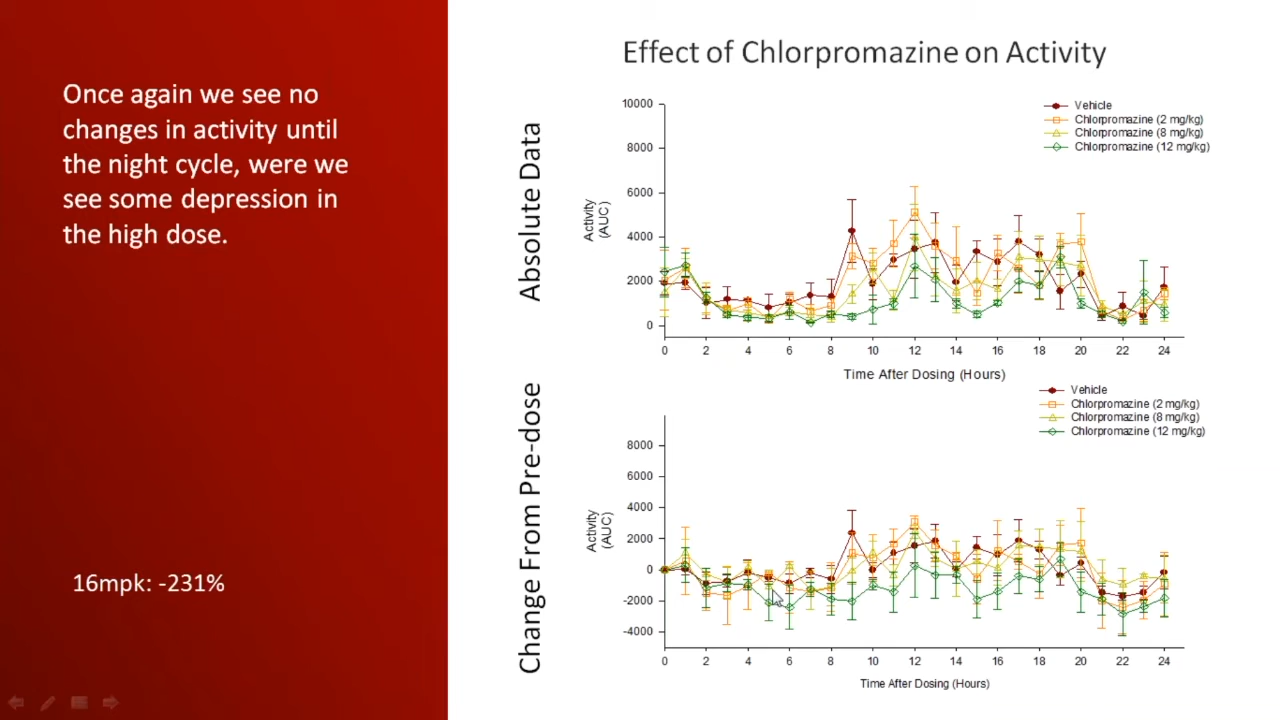 Once again we see no
changes in activity until
the night cycle, were we
see some depression in
the high dose.
16mpk: -231%
Effect of Chlorpromazine on Activity
Absolute Data
10000
8000
6000
4000
2000
0
Activity
(AUC)
Vehicle
Chlorpromazine (2 mg/kg)
Chlorpromazine (8 mg/kg)
Chlorpromazine (12 mg/kg)
0 2 4 6 8 10 12 14 16 18 20 22 24
Time After Dosing (Hours)
Change From Pre-dose
8000
6000
4000
2000
0
-2000
-4000
Activity
(AUC)
Vehicle
Chlorpromazine (2 mg/kg)
Chlorpromazine (8 mg/kg)
Chlorpromazine (12 mg/kg)
0 2 4 6 8 10 12 14 16 18 20 22 24
Time After Dosing (Hours)